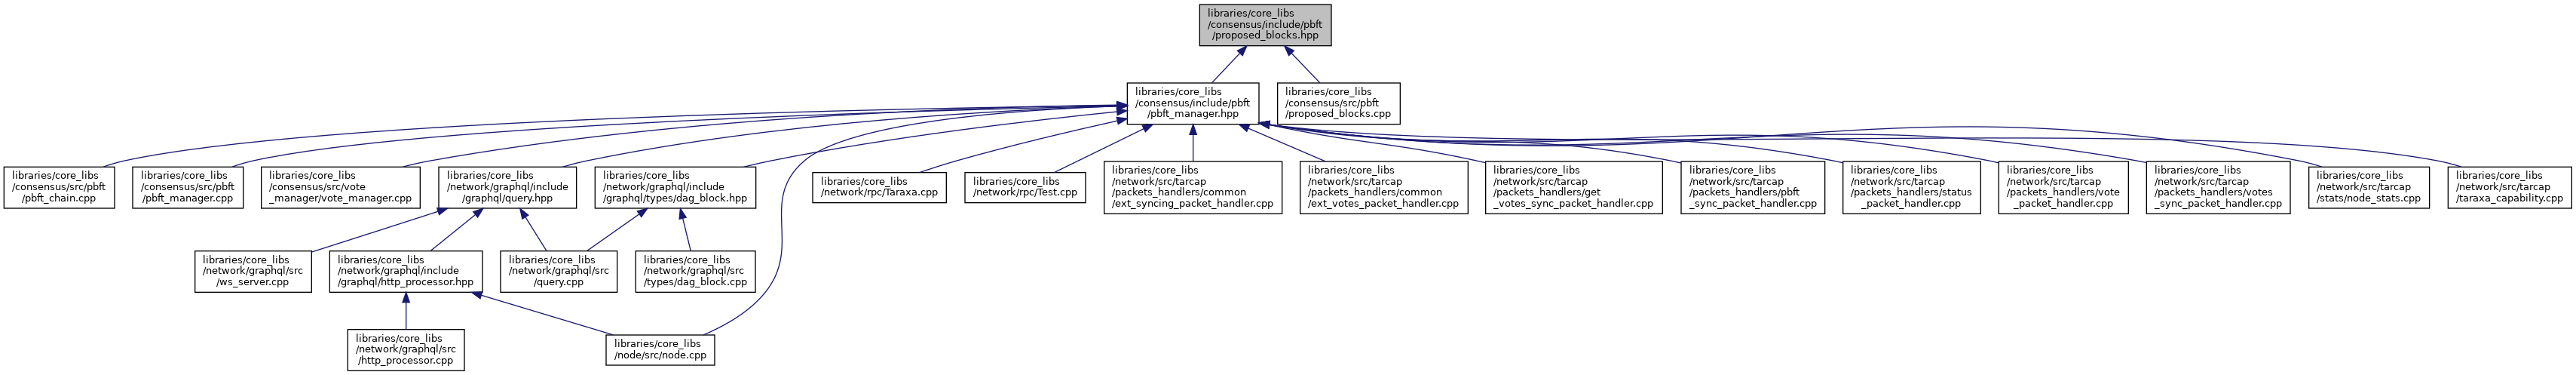 libraries/core_libs
/consensus/include/pbft
/proposed_blocks.hpp
libraries/core_libs
/consensus/include/pbft
/pbft_manager.hpp
libraries/core_libs
/consensus/src/pbft
/proposed_blocks.cpp
libraries/core_libs
/consensus/src/pbft
/pbft_chain.cpp
libraries/core_libs
/consensus/src/pbft
/pbft_manager.cpp
libraries/core_libs
/consensus/src/vote
_manager/vote_manager.cpp
libraries/core_libs
/network/graphql/include
/graphql/query.hpp
libraries/core_libs
/network/graphql/include
/graphql/types/dag_block.hpp
libraries/core_libs
/network/rpc/Taraxa.cpp
libraries/core_libs
/network/rpc/Test.cpp
libraries/core_libs
/network/src/tarcap
/packets_handlers/common
/ext_syncing_packet_handler.cpp
libraries/core_libs
/network/src/tarcap
/packets_handlers/common
/ext_votes_packet_handler.cpp
libraries/core_libs
/network/src/tarcap
/packets_handlers/get
_votes_sync_packet_handler.cpp
libraries/core_libs
/network/src/tarcap
/packets_handlers/pbft
_sync_packet_handler.cpp
libraries/core_libs
/network/src/tarcap
/packets_handlers/status
_packet_handler.cpp
libraries/core_libs
/network/src/tarcap
/packets_handlers/vote
_packet_handler.cpp
libraries/core_libs
/network/src/tarcap
/packets_handlers/votes
_sync_packet_handler.cpp
libraries/core_libs
/network/src/tarcap
/stats/node_stats.cpp
libraries/core_libs
/network/src/tarcap
/taraxa_capability.cpp
libraries/core_libs
/network/graphql/src
/ws_server.cpp
libraries/core_libs
/network/graphql/include
/graphql/http_processor.hpp
libraries/core_libs
/network/graphql/src
/query.cpp
libraries/core_libs
/network/graphql/src
/types/dag_block.cpp
libraries/core_libs
/network/graphql/src
/http_processor.cpp
libraries/core_libs
/node/src/node.cpp